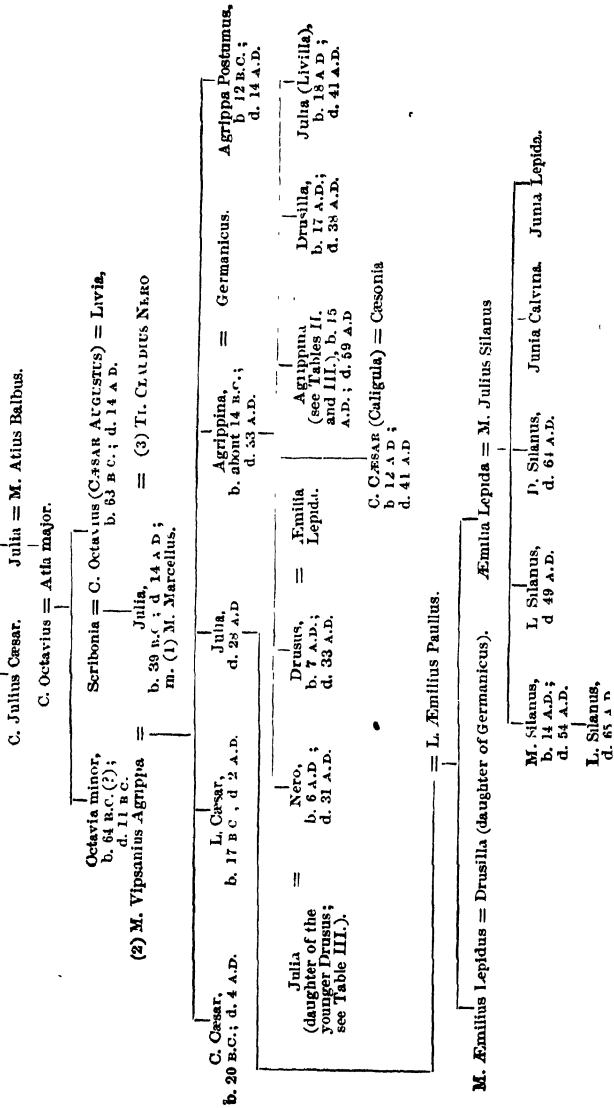 C. Julius Cæsar. Julia = M. Atius Balbus.
C. Octavius = Atia major.
Octavia minor,
b. 64 B.C. (?);
d. 11 B C.
Scribonia = C. Octavius (CÆSAR AUGUSTUS) = Livia,
b. 63 B C.; d. 14 A D.
(2) M. Vipsanius Agrippa =
Julia,
b. 39 B.C; d 14 A D;
m. (1) M. Marcellus.
= (3) TI. CLAUDIUS NERO
C. Cæsar,
b. 20 B.C.; d. 4 A.D.
L. Cæsar,
b. 17 B C, d 2 A.D.
Julia,
d. 28 A.D
Agrippina,
b. about 14 B.C.;
d. 33 A.D.
= Germanicus.
Agrippa Postumus,
b 12 B.C.;
d. 14 A.D.
Julia
(daughter of the
younger Drusus;
see Table III.).
=
Nero,
b. 6 A.D;
d. 31 A.D.
Drusus,
b. 7 A.D.;
d. 33 A.D.
=
Æmilia
Lepida.
C. CÆSAR (Caligula) = Cæsonia
b 12 A D;
d. 41 A.D
Agrippina
(see Tables II.
and III.), b. 15
A.D.; d. 59 A.D
Drusilla,
b. 17 A.D.;
d. 38 A.D.
Julia (Livilla),
b. 18 A D;
d. 41 A.D.
= L. Æmilius Paullus.
M. Æmilius Lepidus = Drusilla (daughter of Germanicus).
Æmilia Lepida = M. Julius Silanus
M. Silanus,
b. 14 A.D.;
d. 54 A.D.
L. Silanus,
d. 65 A D
L Silanus,
d 49 A.D.
D. Silanus,
d. 64 A.D.
Junia Calvina.
Junia Lepida.